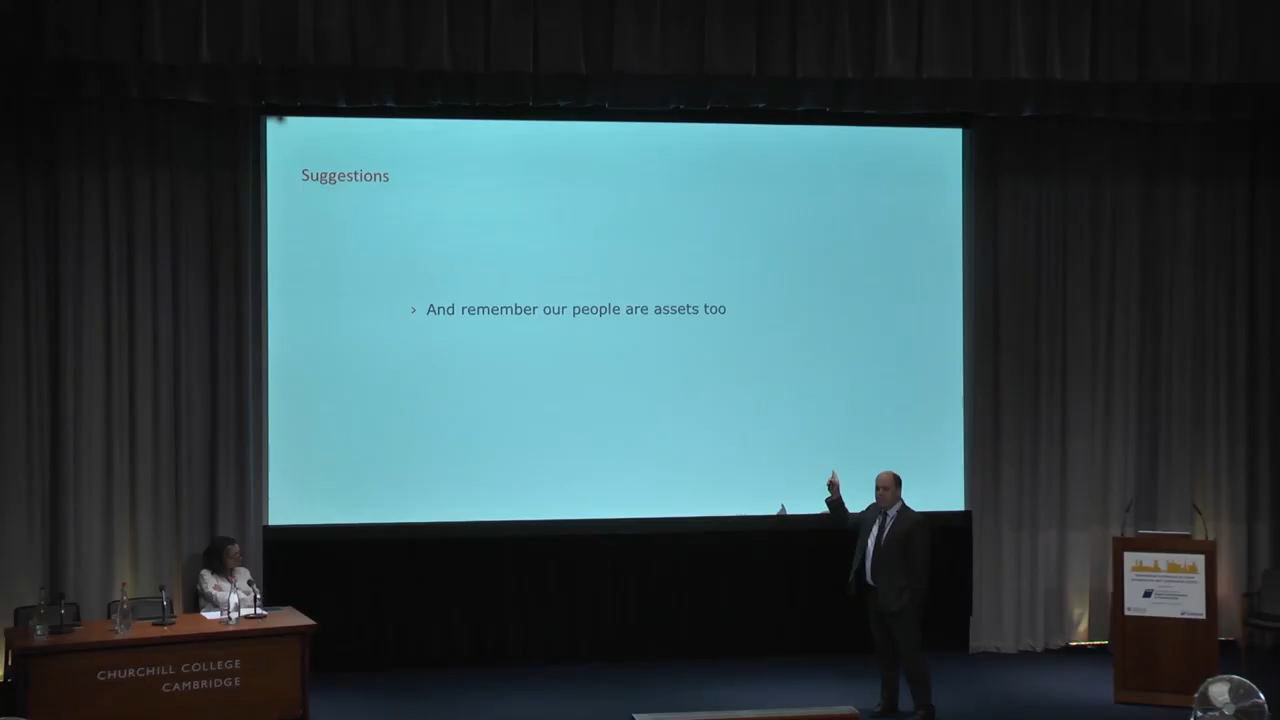 Suggestions
› And remember our people are assets too
CHURCHILL COLLEGE
CAMBRIDGE